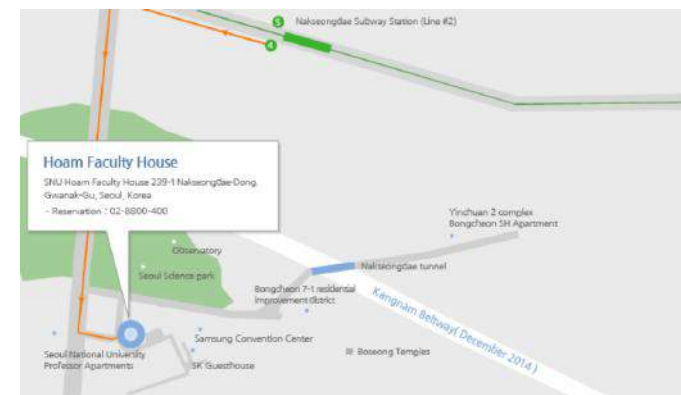 5
Nakseongdae Subway Station (Line #2)
4
Hoam Faculty House
SNU Hoam Faculty House 239-1 Nakseongdae-Dong.
Gwanak-Gu, Seoul, Korea
- Reservation : 02-8800-400
Yinchuan 2 complex
Bongcheon SH Apartment
Observatory
Nakseongdae tunnel
Seoul Science park
Bongcheon 7-1 residential
improvement district
Kangnam Beltway( December 2014 )
Samsung Convention Center
Boseong Temples
Seoul National University
Professor Apartments
SK Guesthouse